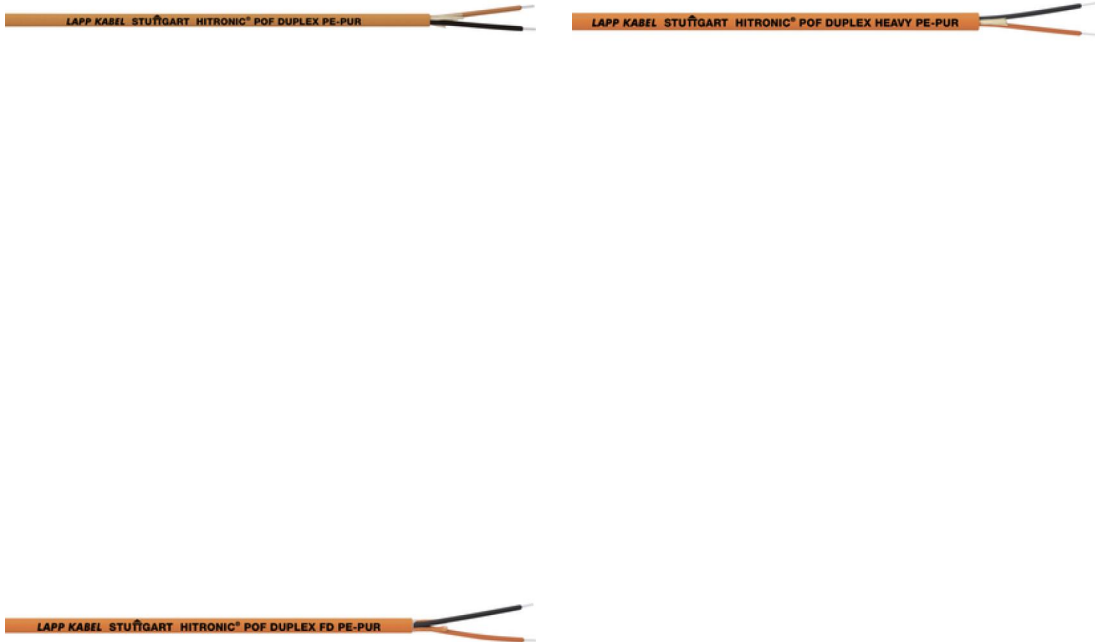 LAPP KABEL STUTTGART HITRONIC® POF DUPLEX PE-PUR
LAPP KABEL STUTTGART HITRONIC® POF DUPLEX HEAVY PE-PUR
LAPP KABEL STUTTGART HITRONIC® POF DUPLEX FD PE-PUR